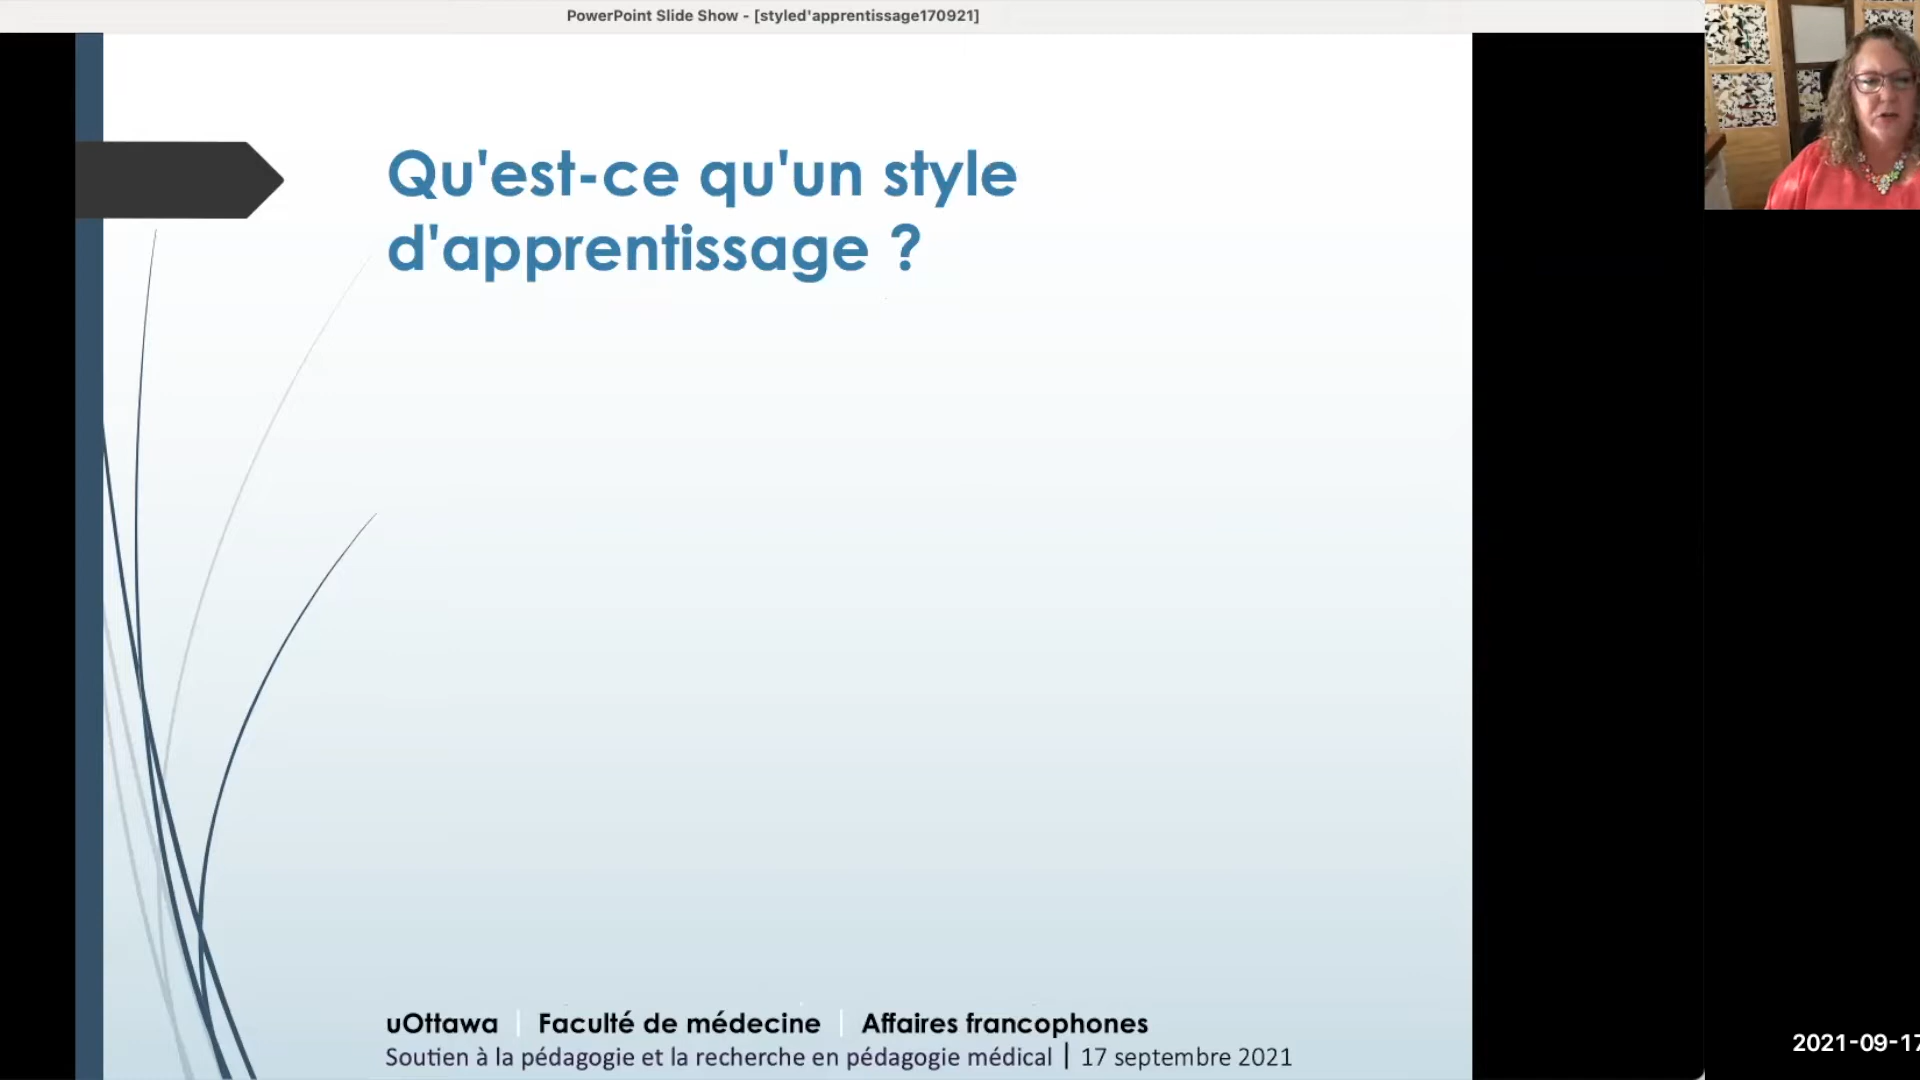 PowerPoint Slide Show - [styled'apprentissage170921]
Qu'est-ce qu'un style
d'apprentissage ?
uOttawa | Faculté de médecine | Affaires francophones
Soutien à la pédagogie et la recherche en pédagogie médical | 17 septembre 2021
2021-09-17